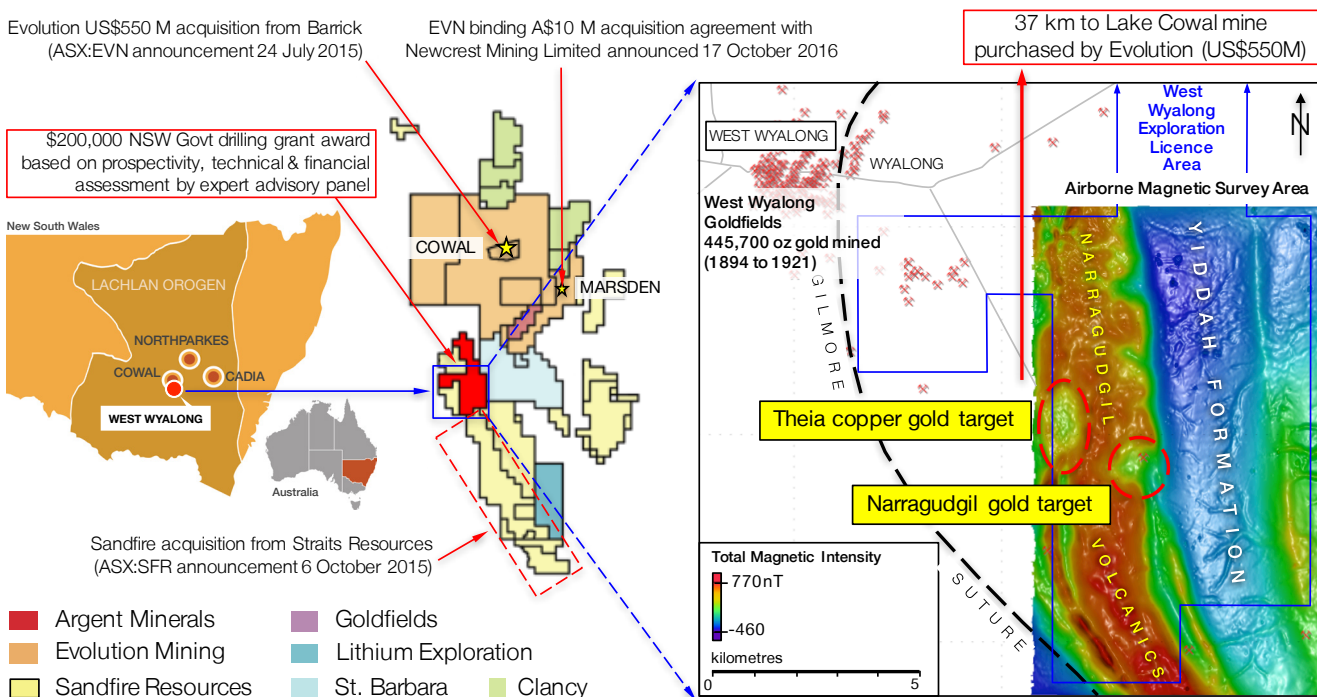 Evolution US$550 M acquisition from Barrick
(ASX:EVN announcement 24 July 2015)
EVN binding A$10 M acquisition agreement with
Newcrest Mining Limited announced 17 October 2016
37 km to Lake Cowal mine
purchased by Evolution (US$550M)
$200,000 NSW Govt drilling grant award
based on prospectivity, technical & financial
assessment by expert advisory panel
New South Wales
LACHLAN OROGEN
NORTHPARKES
COWAL
CADIA
WEST WYALONG
Australia
COWAL
MARSDEN
Sandfire acquisition from Straits Resources
(ASX:SFR announcement 6 October 2015)
Argent Minerals
Evolution Mining
Sandfire Resources
Goldfields
Lithium Exploration
St. Barbara
Clancy
WEST WYALONG
WYALONG
West Wyalong
Goldfields
445,700 oz gold mined
(1894 to 1921)
West
Wyalong
Exploration
Licence
Area
N
Airborne Magnetic Survey Area
GILMORE
SUTURE
NARRAGUDGIL
VOLCANICS
YIDDAH FORMATION
Theia copper gold target
Narragudgil gold target
Total Magnetic Intensity
770nT
-460
kilometres
0
5